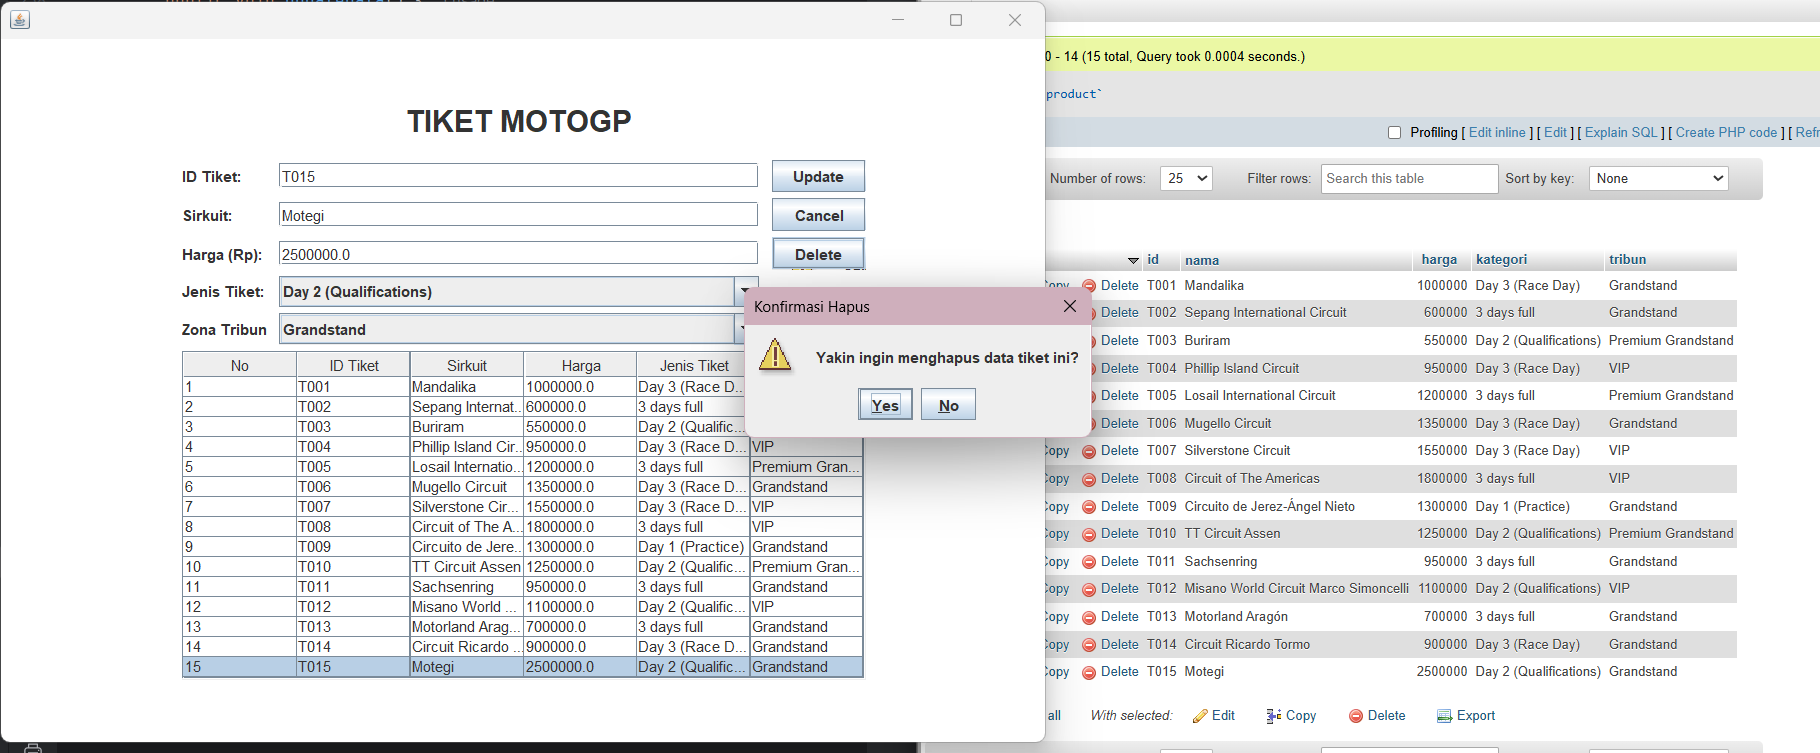 TIKET MOTOGP
ID Tiket: T015 Update
Sirkuit: Motegi Cancel
Harga (Rp): 2500000.0 Delete
Jenis Tiket: Day 2 (Qualifications)
Zona Tribun Grandstand
No ID Tiket Sirkuit Harga Jenis Tiket
1 T001 Mandalika 1000000.0 Day 3 (Race D...
2 T002 Sepang Internat... 600000.0 3 days full
3 T003 Buriram 550000.0 Day 2 (Qualific...
4 T004 Phillip Island Cir... 950000.0 Day 3 (Race D... VIP
5 T005 Losail Internatio... 1200000.0 3 days full Premium Gran...
6 T006 Mugello Circuit 1350000.0 Day 3 (Race D... Grandstand
7 T007 Silverstone Cir... 1550000.0 Day 3 (Race D... VIP
8 T008 Circuit of The A... 1800000.0 3 days full VIP
9 T009 Circuito de Jere... 1300000.0 Day 1 (Practice) Grandstand
10 T010 TT Circuit Assen 1250000.0 Day 2 (Qualific... Premium Gran...
11 T011 Sachsenring 950000.0 3 days full Grandstand
12 T012 Misano World ... 1100000.0 Day 2 (Qualific... VIP
13 T013 Motorland Arag... 700000.0 3 days full Grandstand
14 T014 Circuit Ricardo ... 900000.0 Day 3 (Race D... Grandstand
15 T015 Motegi 2500000.0 Day 2 (Qualific... Grandstand
Konfirmasi Hapus
Yakin ingin menghapus data tiket ini?
Yes No
0 - 14 (15 total, Query took 0.0004 seconds.)
product`
Profiling [ Edit inline ] [ Edit ] [ Explain SQL ] [ Create PHP code ] [ Refr
Number of rows: 25 Filter rows: Search this table Sort by key: None
id nama harga kategori tribun
Copy Delete T001 Mandalika 1000000 Day 3 (Race Day) Grandstand
Delete T002 Sepang International Circuit 600000 3 days full Grandstand
Delete T003 Buriram 550000 Day 2 (Qualifications) Premium Grandstand
Delete T004 Phillip Island Circuit 950000 Day 3 (Race Day) VIP
Delete T005 Losail International Circuit 1200000 3 days full Premium Grandstand
Delete T006 Mugello Circuit 1350000 Day 3 (Race Day) Grandstand
Copy Delete T007 Silverstone Circuit 1550000 Day 3 (Race Day) VIP
Copy Delete T008 Circuit of The Americas 1800000 3 days full VIP
Copy Delete T009 Circuito de Jerez-Ángel Nieto 1300000 Day 1 (Practice) Grandstand
Copy Delete T010 TT Circuit Assen 1250000 Day 2 (Qualifications) Premium Grandstand
Copy Delete T011 Sachsenring 950000 3 days full Grandstand
Copy Delete T012 Misano World Circuit Marco Simoncelli 1100000 Day 2 (Qualifications) VIP
Copy Delete T013 Motorland Aragón 700000 3 days full Grandstand
Copy Delete T014 Circuit Ricardo Tormo 900000 Day 3 (Race Day) Grandstand
Copy Delete T015 Motegi 2500000 Day 2 (Qualifications) Grandstand
all With selected: Edit Copy Delete Export